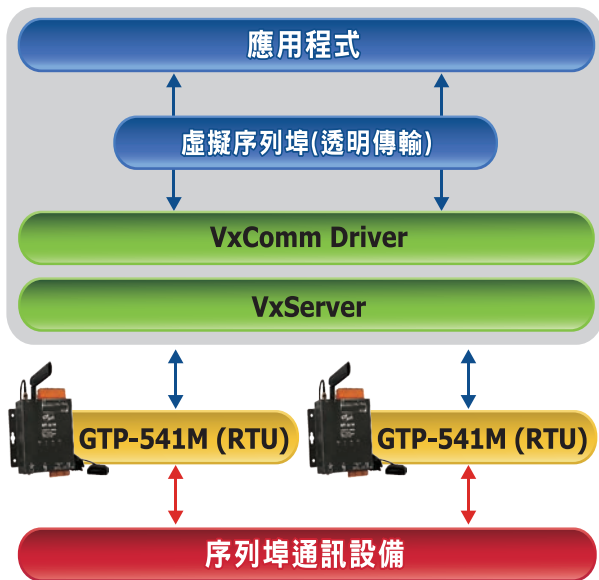 應用程式
虛擬序列埠(透明傳輸)
VxComm Driver
VxServer
GTP-541M (RTU)
GTP-541M (RTU)
序列埠通訊設備